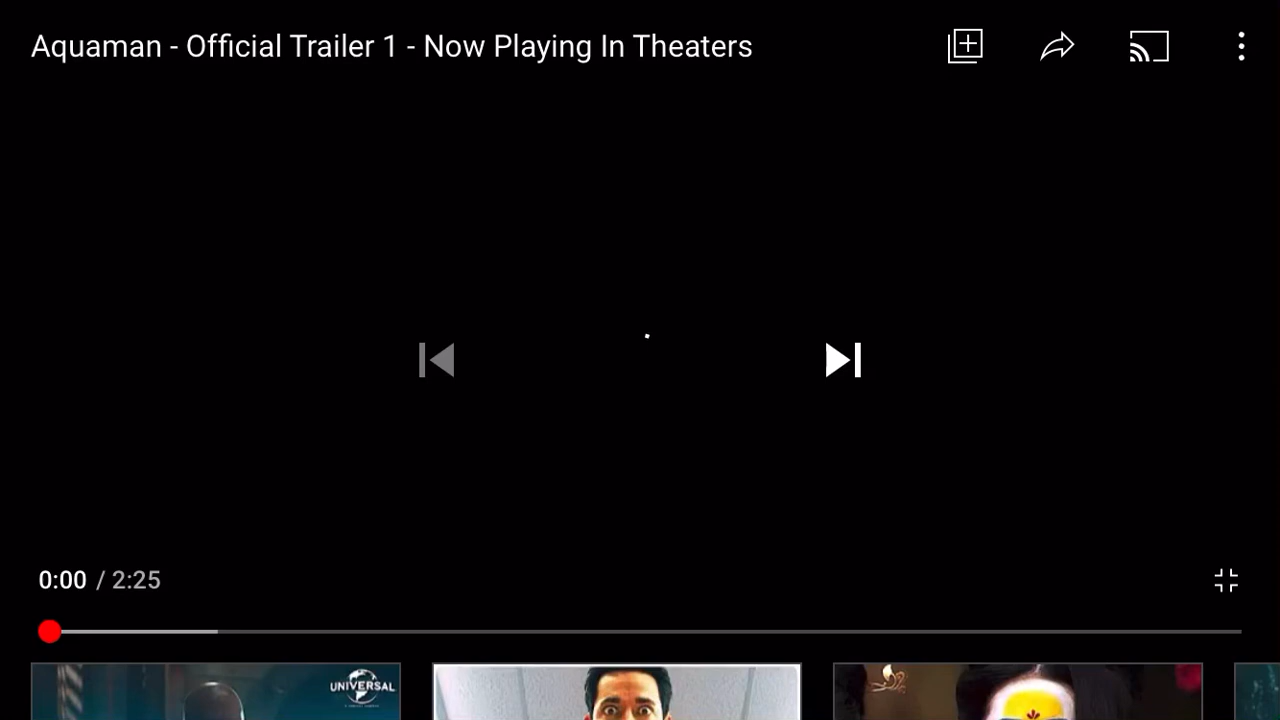 Aquaman - Official Trailer 1 - Now Playing In Theaters
0:00 / 2:25
UNIVERSAL